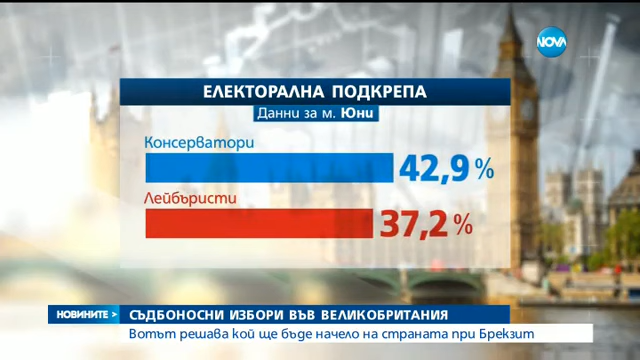 NOVA
ЕЛЕКТОРАЛНА ПОДКРЕПА
Данни за м. Юни
Консерватори
42,9 %
Лейбъристи
37,2 %
НОВИНИТЕ
СЪДБОНОСНИ ИЗБОРИ ВЪВ ВЕЛИКОБРИТАНИЯ
Вотът решава кой ще бъде начело на страната при Брекзит